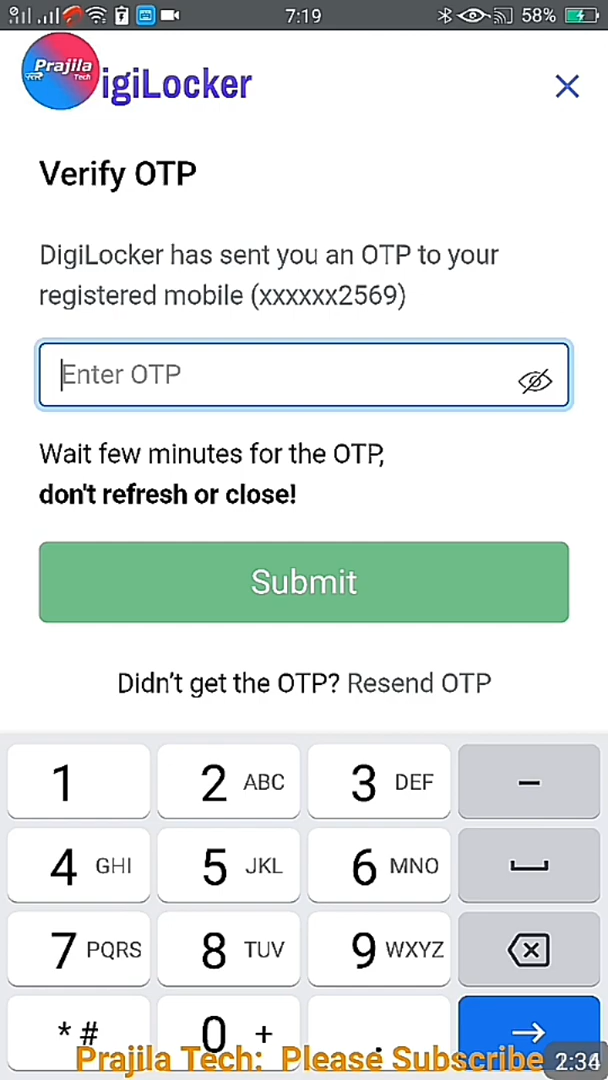 7:19
58%
Prajila
Tech
igiLocker
Verify OTP
DigiLocker has sent you an OTP to your
registered mobile (xxxxxx2569)
Enter OTP
Wait few minutes for the OTP,
don't refresh or close!
Submit
Didn’t get the OTP? Resend OTP
1 2 ABC 3 DEF –
4 GHI 5 JKL 6 MNO
7 PQRS 8 TUV 9 WXYZ
* # 0 + .
Prajila Tech: Please Subscribe 2:34